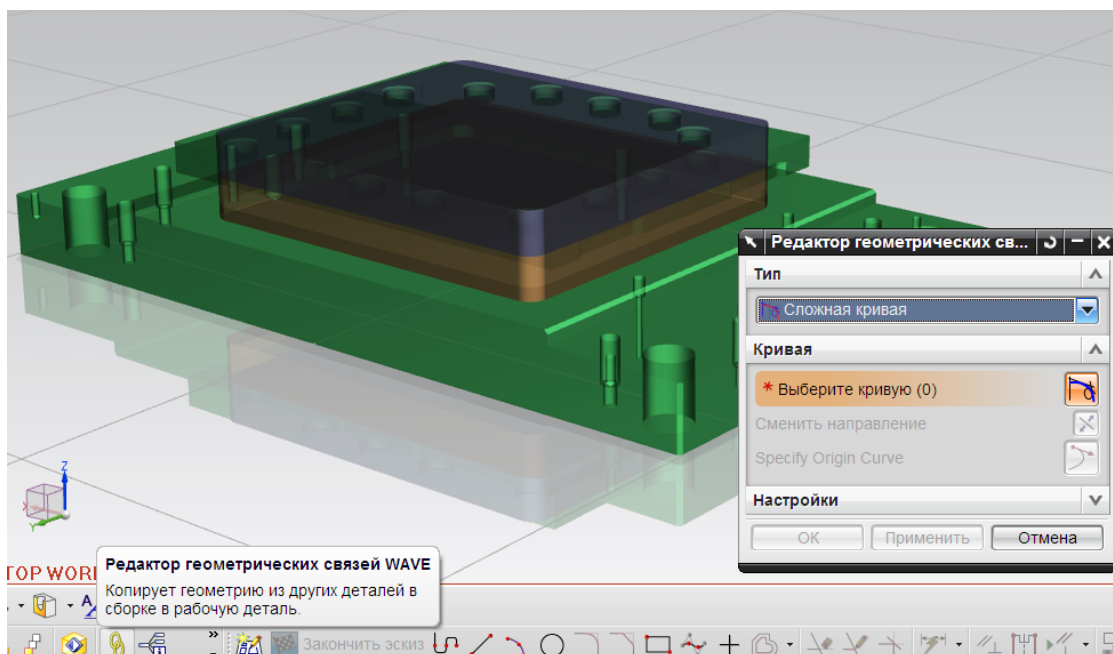 Редактор геометрических св...
Тип
Сложная кривая
Кривая
* Выберите кривую (0)
Сменить направление
Specify Origin Curve
Настройки
ОК Применить Отмена
Z
X
Y
TOP WOR
Редактор геометрических связей WAVE
Копирует геометрию из других деталей в
сборке в рабочую деталь.
Закончить эскиз